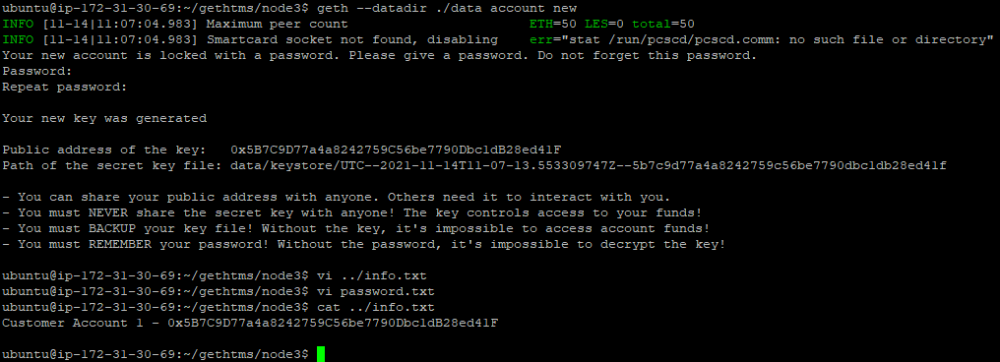 ubuntu@ip-172-31-30-69:~/gethtms/node3$ geth --datadir ./data account new
INFO [11-14|11:07:04.983] Maximum peer count ETH=50 LES=0 total=50
INFO [11-14|11:07:04.983] Smartcard socket not found, disabling err="stat /run/pcscd/pcscd.comm: no such file or directory"
Your new account is locked with a password. Please give a password. Do not forget this password.
Password:
Repeat password:
Your new key was generated
Public address of the key: 0x5B7C9D77a4a8242759C56be7790Dbc1dB28ed41F
Path of the secret key file: data/keystore/UTC--2021-11-14T11-07-13.553309747Z--5b7c9d77a4a8242759c56be7790dbc1db28ed41f
- You can share your public address with anyone. Others need it to interact with you.
- You must NEVER share the secret key with anyone! The key controls access to your funds!
- You must BACKUP your key file! Without the key, it's impossible to access account funds!
- You must REMEMBER your password! Without the password, it's impossible to decrypt the key!
ubuntu@ip-172-31-30-69:~/gethtms/node3$ vi ../info.txt
ubuntu@ip-172-31-30-69:~/gethtms/node3$ vi password.txt
ubuntu@ip-172-31-30-69:~/gethtms/node3$ cat ../info.txt
Customer Account 1 - 0x5B7C9D77a4a8242759C56be7790Dbc1dB28ed41F
ubuntu@ip-172-31-30-69:~/gethtms/node3$